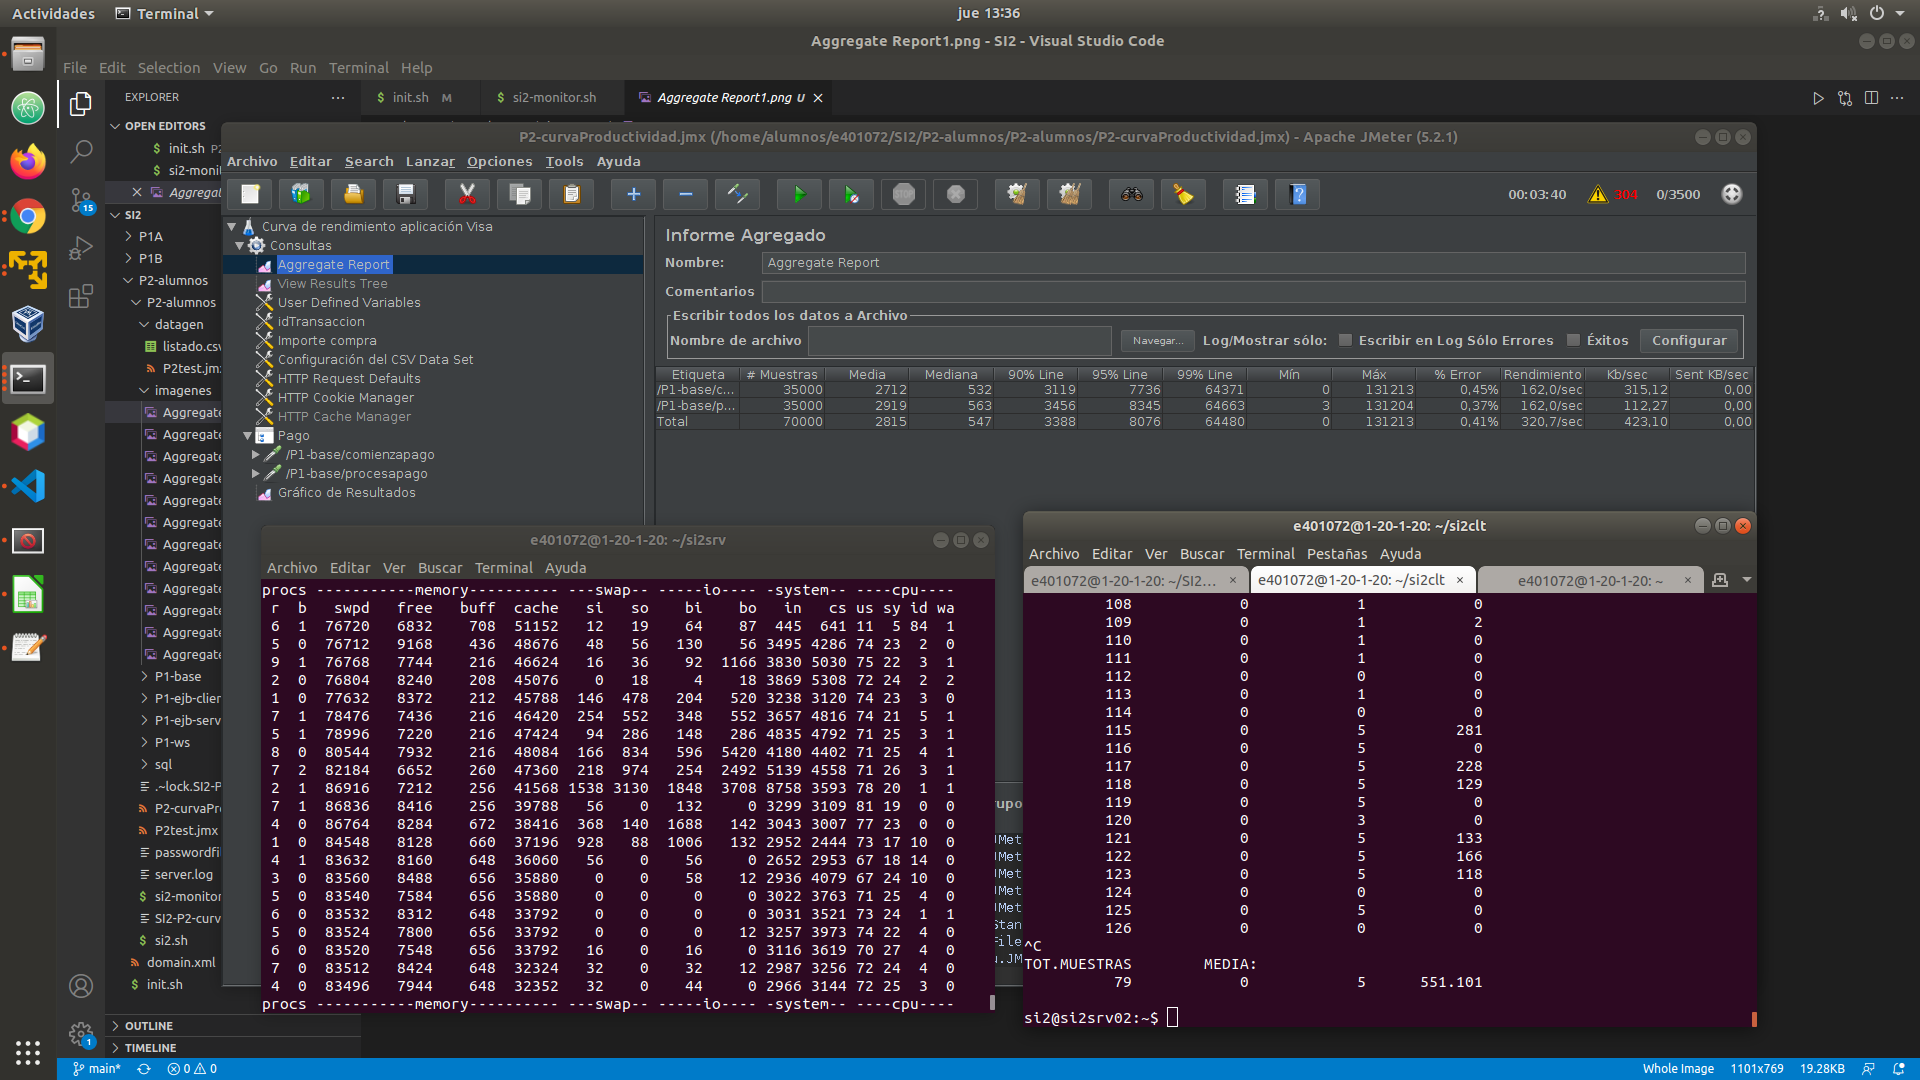 Actividades Terminal jue 13:36
Aggregate Report1.png - SI2 - Visual Studio Code
File Edit Selection View Go Run Terminal Help
EXPLORER ··· $ init.sh M $ si2-monitor.sh Aggregate Report1.png U ×
OPEN EDITORS
$ init.sh
$ si2-
Aggregat
SI2
P1A
P1B
P2-alumnos
P2-alumnos
datagen
listado.cs
P2test.jm
imagenes
Aggregate
Aggregate
Aggregate
Aggregate
Aggregate
Aggregate
Aggregate
Aggregate
Aggregate
Aggregate
Aggregate
Aggregate
P1-base
P1-ejb-clier
P1-ejb-serv
P1-ws
sql
.~lock.SI2-P
P2-curvaPr
P2test.jmx
passwordfi
server.log
$ si2-monitor
SI2-P2-curv
$ si2.sh
domain.xml
$ init.sh
OUTLINE
TIMELINE
15
1
P2-curvaProductividad.jmx (/home/alumnos/e401072/SI2/P2-alumnos/P2-alumnos/P2-curvaProductividad.jmx) - Apache JMeter (5.2.1)
Archivo Editar Search Lanzar Opciones Tools Ayuda
00:03:40 304 0/3500
Curva de rendimiento aplicación Visa
Consultas
Aggregate Report
View Results Tree
User Defined Variables
idTransaccion
Importe compra
Configuración del CSV Data Set
HTTP Request Defaults
HTTP Cookie Manager
HTTP Cache Manager
Pago
/P1-base/comienzapago
/P1-base/procesapago
Gráfico de Resultados
Informe Agregado
Nombre: Aggregate Report
Comentarios
Escribir todos los datos a Archivo
Nombre de archivo Navegar... Log/Mostrar sólo: Escribir en Log Sólo Errores Éxitos Configurar
Etiqueta # Muestras Media Mediana 90% Line 95% Line 99% Line Mín Máx % Error Rendimiento Kb/sec Sent KB/sec
/P1-base/c... 35000 2712 532 3119 7736 64371 0 131213 0,45% 162,0/sec 315,12 0,00
/P1-base/p... 35000 2919 563 3456 8345 64663 3 131204 0,37% 162,0/sec 112,27 0,00
Total 70000 2815 547 3388 8076 64480 0 131213 0,41% 320,7/sec 423,10 0,00
e401072@1-20-1-20: ~/si2srv
Archivo Editar Ver Buscar Terminal Ayuda
procs -----------memory---------- ---swap-- -----io---- -system-- ----cpu----
r b swpd free buff cache si so bi bo in cs us sy id wa
6 1 76720 6832 708 51152 12 19 64 87 445 641 11 5 84 1
5 0 76712 9168 436 48676 48 56 130 56 3495 4286 74 23 2 0
9 1 76768 7744 216 46624 16 36 92 1166 3830 5030 75 22 3 1
2 0 76804 8240 208 45076 0 18 4 18 3869 5308 72 24 2 2
1 0 77632 8372 212 45788 146 478 204 520 3238 3120 74 23 3 0
7 1 78476 7436 216 46420 254 552 348 552 3657 4816 74 21 5 1
5 1 78996 7220 216 47424 94 286 148 286 4835 4792 71 25 3 1
8 0 80544 7932 216 48084 166 834 596 5420 4180 4402 71 25 4 1
7 2 82184 6652 260 47360 218 974 254 2492 5139 4558 71 26 3 1
2 1 86916 7212 256 41568 1538 3130 1848 3708 8758 3593 78 20 1 1
7 1 86836 8416 256 39788 56 0 132 0 3299 3109 81 19 0 0
4 0 86764 8284 672 38416 368 140 1688 142 3043 3007 77 23 0 0
1 0 84548 8128 660 37196 928 88 1006 132 2952 2444 73 17 10 0
4 1 83632 8160 648 36060 56 0 56 0 2652 2953 67 18 14 0
3 0 83560 8488 656 35880 0 0 58 12 2936 4079 67 24 10 0
5 0 83540 7584 656 35880 0 0 0 0 3022 3763 71 25 4 0
6 0 83532 8312 648 33792 0 0 0 0 3031 3521 73 24 1 1
5 0 83524 7800 656 33792 0 0 0 12 3257 3973 74 22 4 0
6 0 83520 7548 656 33792 16 0 16 0 3116 3619 70 27 4 0
7 0 83512 8424 648 32324 32 0 32 12 2987 3256 72 24 4 0
4 0 83496 7944 648 32352 32 0 44 0 2966 3144 72 25 3 0
procs -----------memory---------- ---swap-- -----io---- -system-- ----cpu----
upo
Met
Met
Met
Met
Met
Stan
File
.JM
e401072@1-20-1-20: ~/si2clt
Archivo Editar Ver Buscar Terminal Pestañas Ayuda
e401072@1-20-1-20: ~/SI2... × e401072@1-20-1-20: ~/si2clt × e401072@1-20-1-20: ~ ×
108 0 1 0
109 0 1 2
110 0 1 0
111 0 1 0
112 0 0 0
113 0 1 0
114 0 0 0
115 0 5 281
116 0 5 0
117 0 5 228
118 0 5 129
119 0 5 0
120 0 3 0
121 0 5 133
122 0 5 166
123 0 5 118
124 0 0 0
125 0 5 0
126 0 0 0
^C
TOT.MUESTRAS MEDIA:
79 0 5 551.101
si2@si2srv02:~$
main* 0 0 Whole Image 1101x769 19.28KB